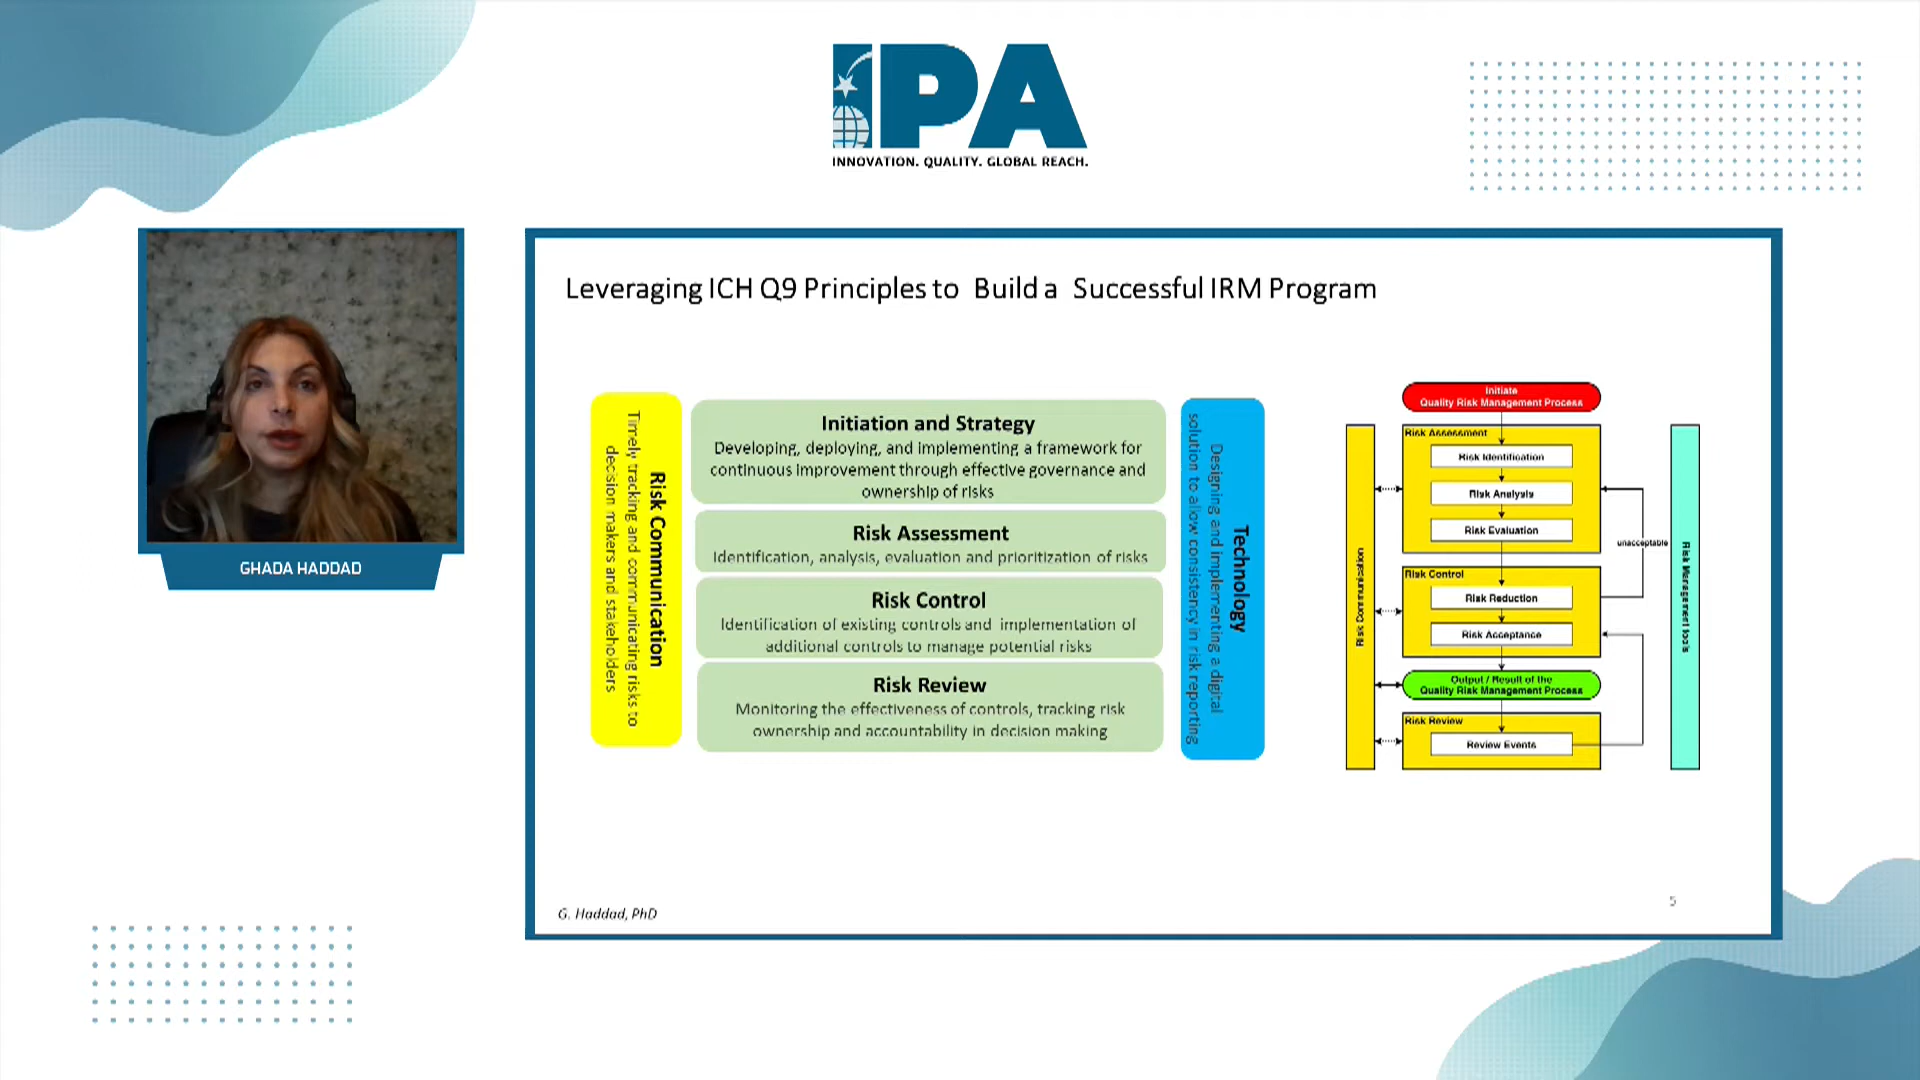 IPA
INNOVATION. QUALITY. GLOBAL REACH.
GHADA HADDAD
Leveraging ICH Q9 Principles to Build a Successful IRM Program
Risk Communication
Timely tracking and communicating risks to
decision makers and stakeholders
Initiation and Strategy
Developing, deploying, and implementing a framework for
continuous improvement through effective governance and
ownership of risks
Risk Assessment
Identification, analysis, evaluation and prioritization of risks
Risk Control
Identification of existing controls and implementation of
additional controls to manage potential risks
Risk Review
Monitoring the effectiveness of controls, tracking risk
ownership and accountability in decision making
Technology
Designing and implementing a digital
solution to allow consistency in risk reporting
Initiate
Quality Risk Management Process
Risk Communication
Risk Assessment
Risk Identification
Risk Analysis
Risk Evaluation
unacceptable
Risk Control
Risk Reduction
Risk Acceptance
Output / Result of the
Quality Risk Management Process
Risk Review
Review Events
Risk Management tools
G. Haddad, PhD
5